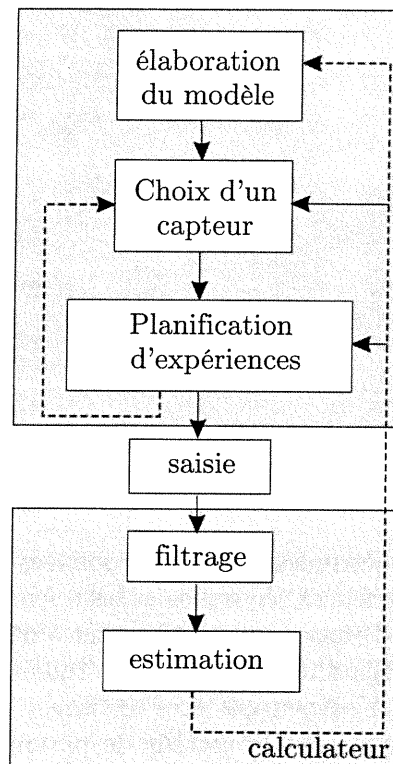 élaboration
du modèle
Choix d'un
capteur
Planification
d'expériences
saisie
filtrage
estimation
calculateur